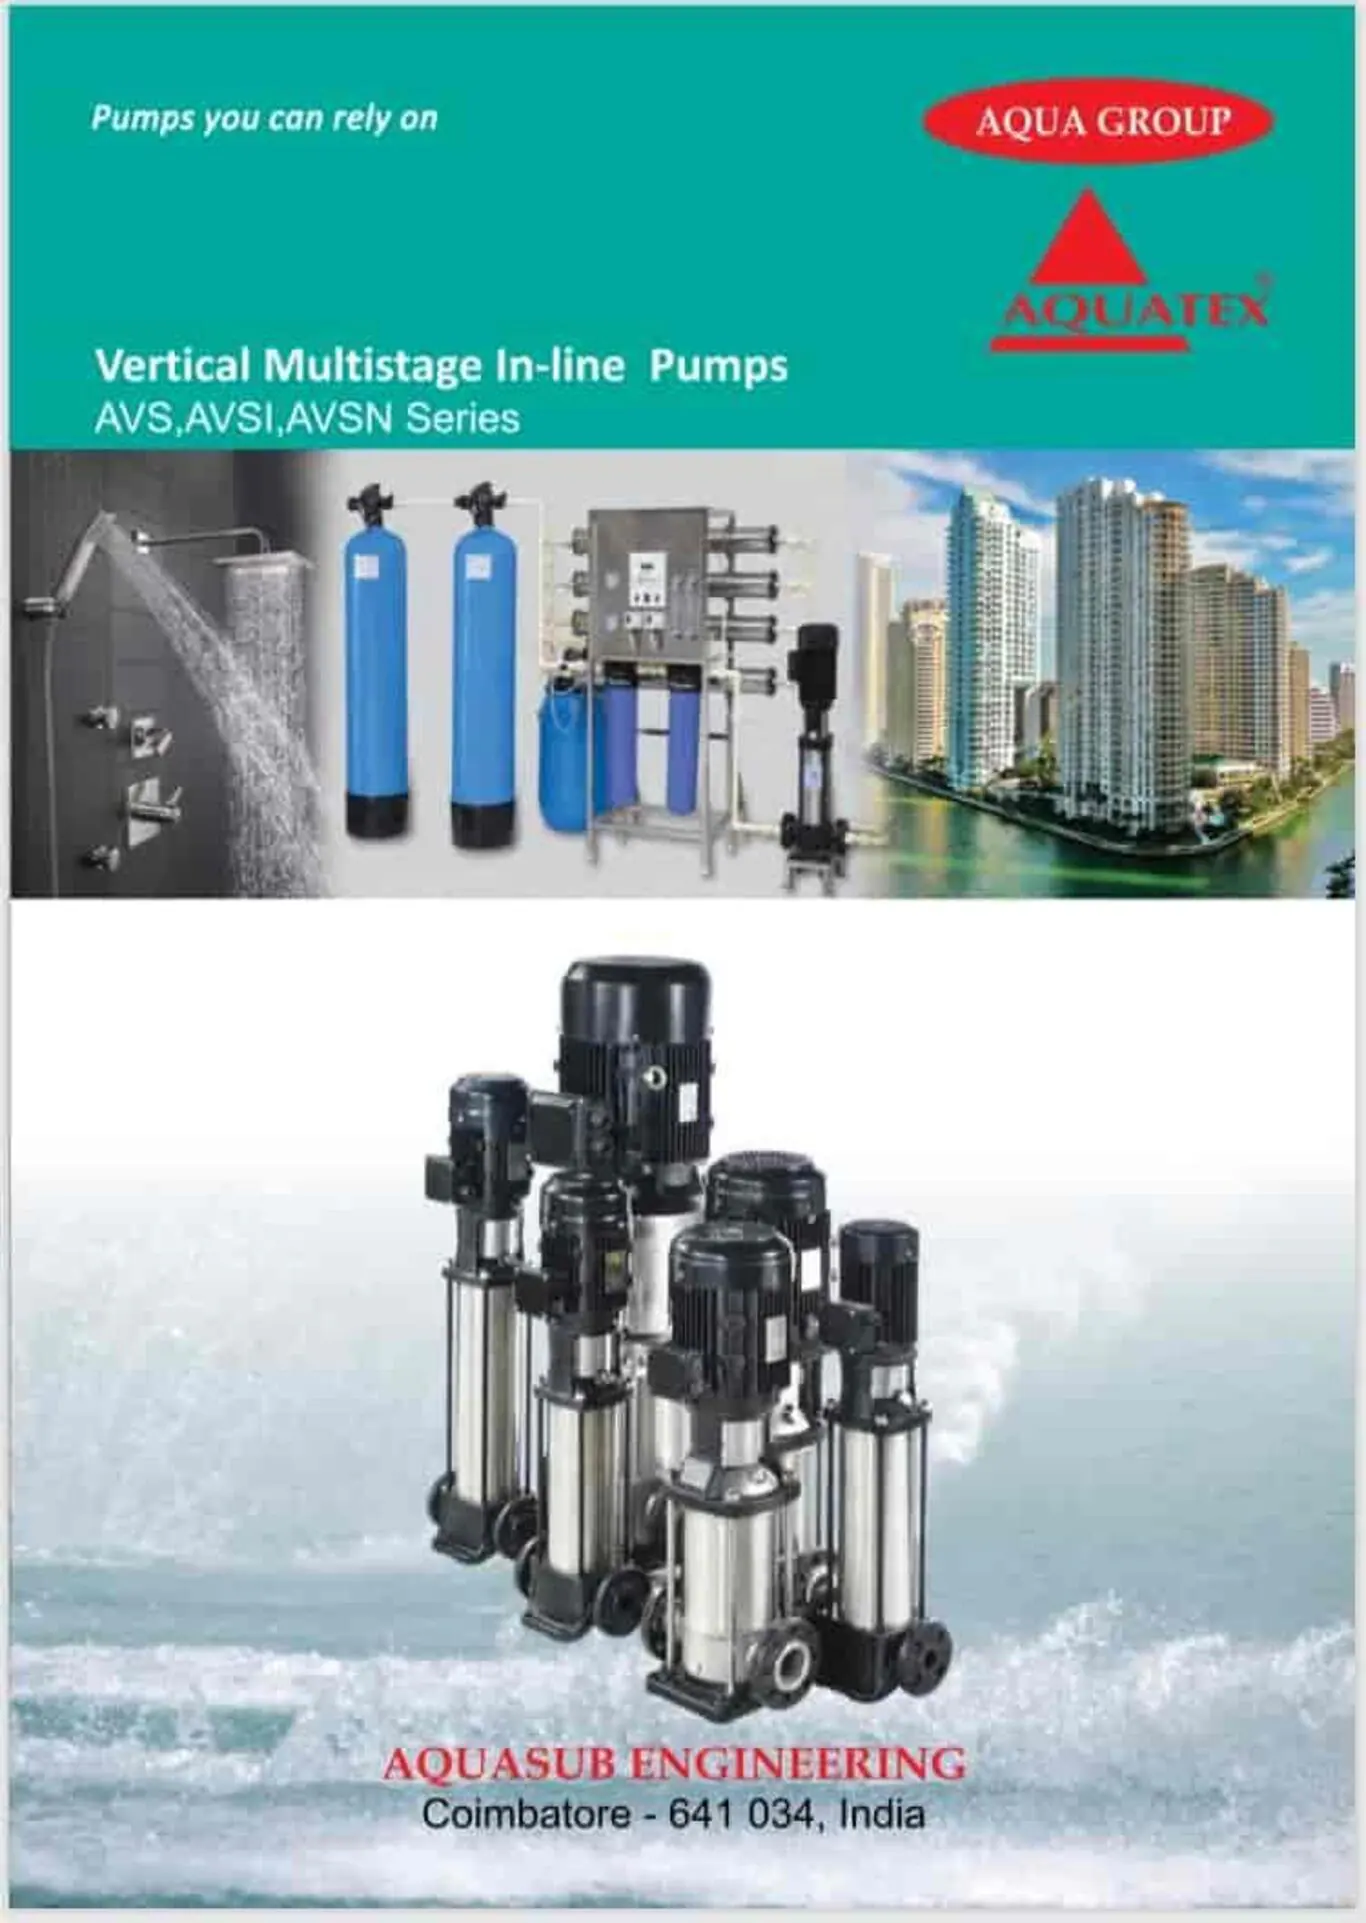 Pumps you can rely on
AQUA GROUP
AQUATEX®
Vertical Multistage In-line Pumps
AVS,AVSI,AVSN Series
AQUASUB ENGINEERING
Coimbatore - 641 034, India